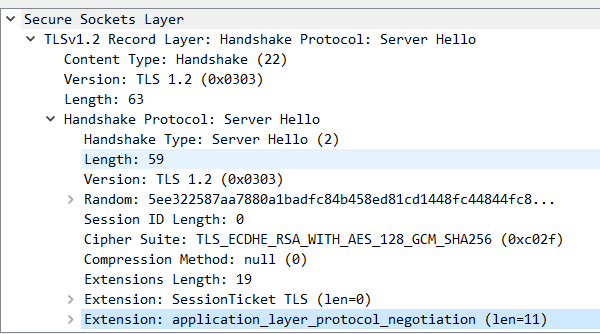 Secure Sockets Layer
TLSv1.2 Record Layer: Handshake Protocol: Server Hello
Content Type: Handshake (22)
Version: TLS 1.2 (0x0303)
Length: 63
Handshake Protocol: Server Hello
Handshake Type: Server Hello (2)
Length: 59
Version: TLS 1.2 (0x0303)
Random: 5ee322587aa7880a1badfc84b458ed81cd1448fc44844fc8...
Session ID Length: 0
Cipher Suite: TLS_ECDHE_RSA_WITH_AES_128_GCM_SHA256 (0xc02f)
Compression Method: null (0)
Extensions Length: 19
Extension: SessionTicket TLS (len=0)
Extension: application_layer_protocol_negotiation (len=11)